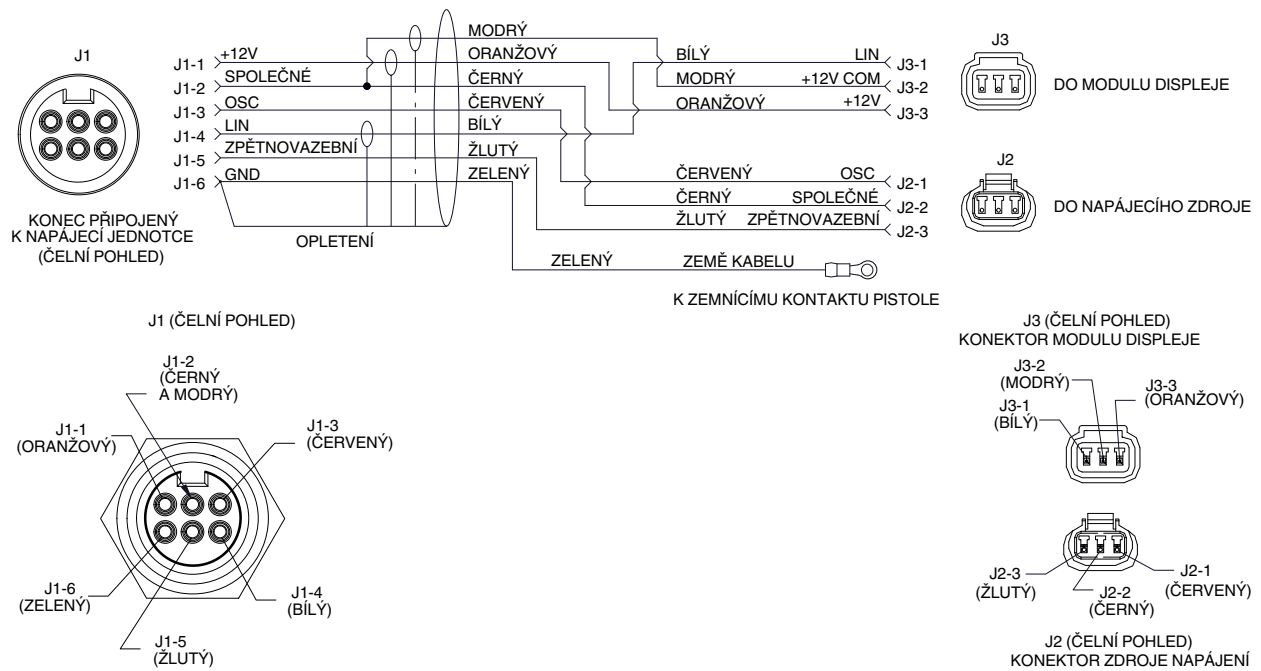 J1
J1-1
+12V
J1-2
SPOLEČNÉ
J1-3
OSC
J1-4
LIN
J1-5
ZPĚTNOVAZEBNÍ
J1-6
GND
KONEC PŘIPOJENÝ
K NAPÁJECÍ JEDNOTCE
(ČELNÍ POHLED)
OPLETENÍ
MODRÝ
ORANŽOVÝ
ČERNÝ
ČERVENÝ
BÍLÝ
ŽLUTÝ
ZELENÝ
BÍLÝ LIN J3-1
MODRÝ +12V COM J3-2
ORANŽOVÝ +12V J3-3
J3
DO MODULU DISPLEJE
ČERVENÝ OSC J2-1
ČERNÝ SPOLEČNÉ J2-2
ŽLUTÝ ZPĚTNOVAZEBNÍ J2-3
J2
DO NAPÁJECÍHO ZDROJE
ZELENÝ ZEMĚ KABELU
K ZEMNÍCÍMU KONTAKTU PISTOLE
J1 (ČELNÍ POHLED)
J1-2
(ČERNÝ
A MODRÝ)
J1-1
(ORANŽOVÝ)
J1-3
(ČERVENÝ)
J1-6
(ZELENÝ)
J1-4
(BÍLÝ)
J1-5
(ŽLUTÝ)
J3 (ČELNÍ POHLED)
KONEKTOR MODULU DISPLEJE
J3-2
(MODRÝ)
J3-3
(ORANŽOVÝ)
J3-1
(BÍLÝ)
J2-3
(ŽLUTÝ)
J2-2
(ČERNÝ)
J2-1
(ČERVENÝ)
J2 (ČELNÍ POHLED)
KONEKTOR ZDROJE NAPÁJENÍ